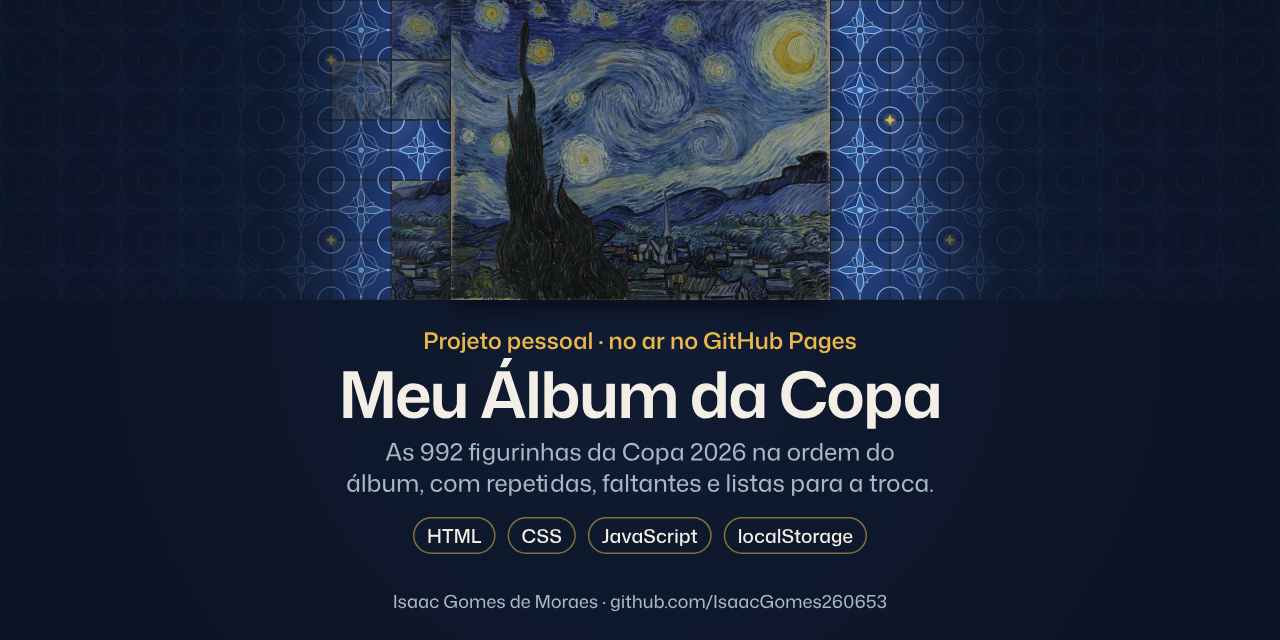 Projeto pessoal · no ar no GitHub Pages
Meu Álbum da Copa
As 992 figurinhas da Copa 2026 na ordem do
álbum, com repetidas, faltantes e listas para a troca.
HTML CSS JavaScript localStorage
Isaac Gomes de Moraes · github.com/IsaacGomes260653